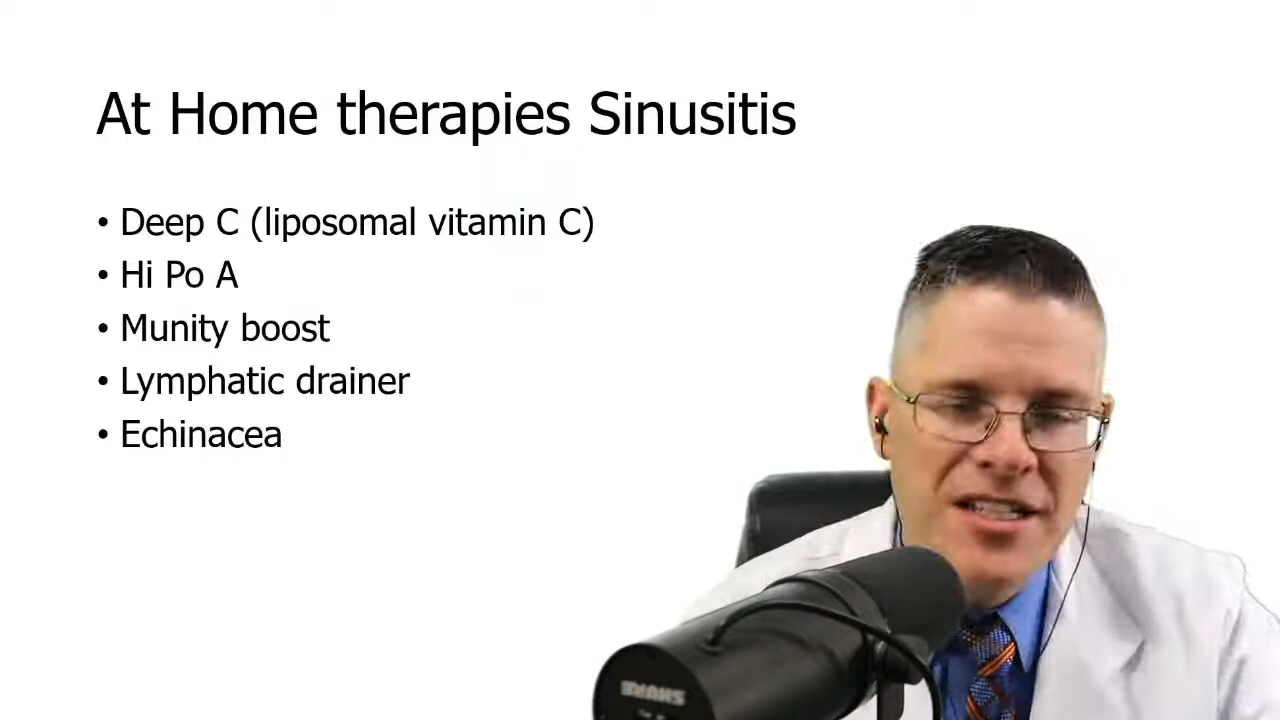 At Home therapies Sinusitis
• Deep C (liposomal vitamin C)
• Hi Po A
• Munity boost
• Lymphatic drainer
• Echinacea